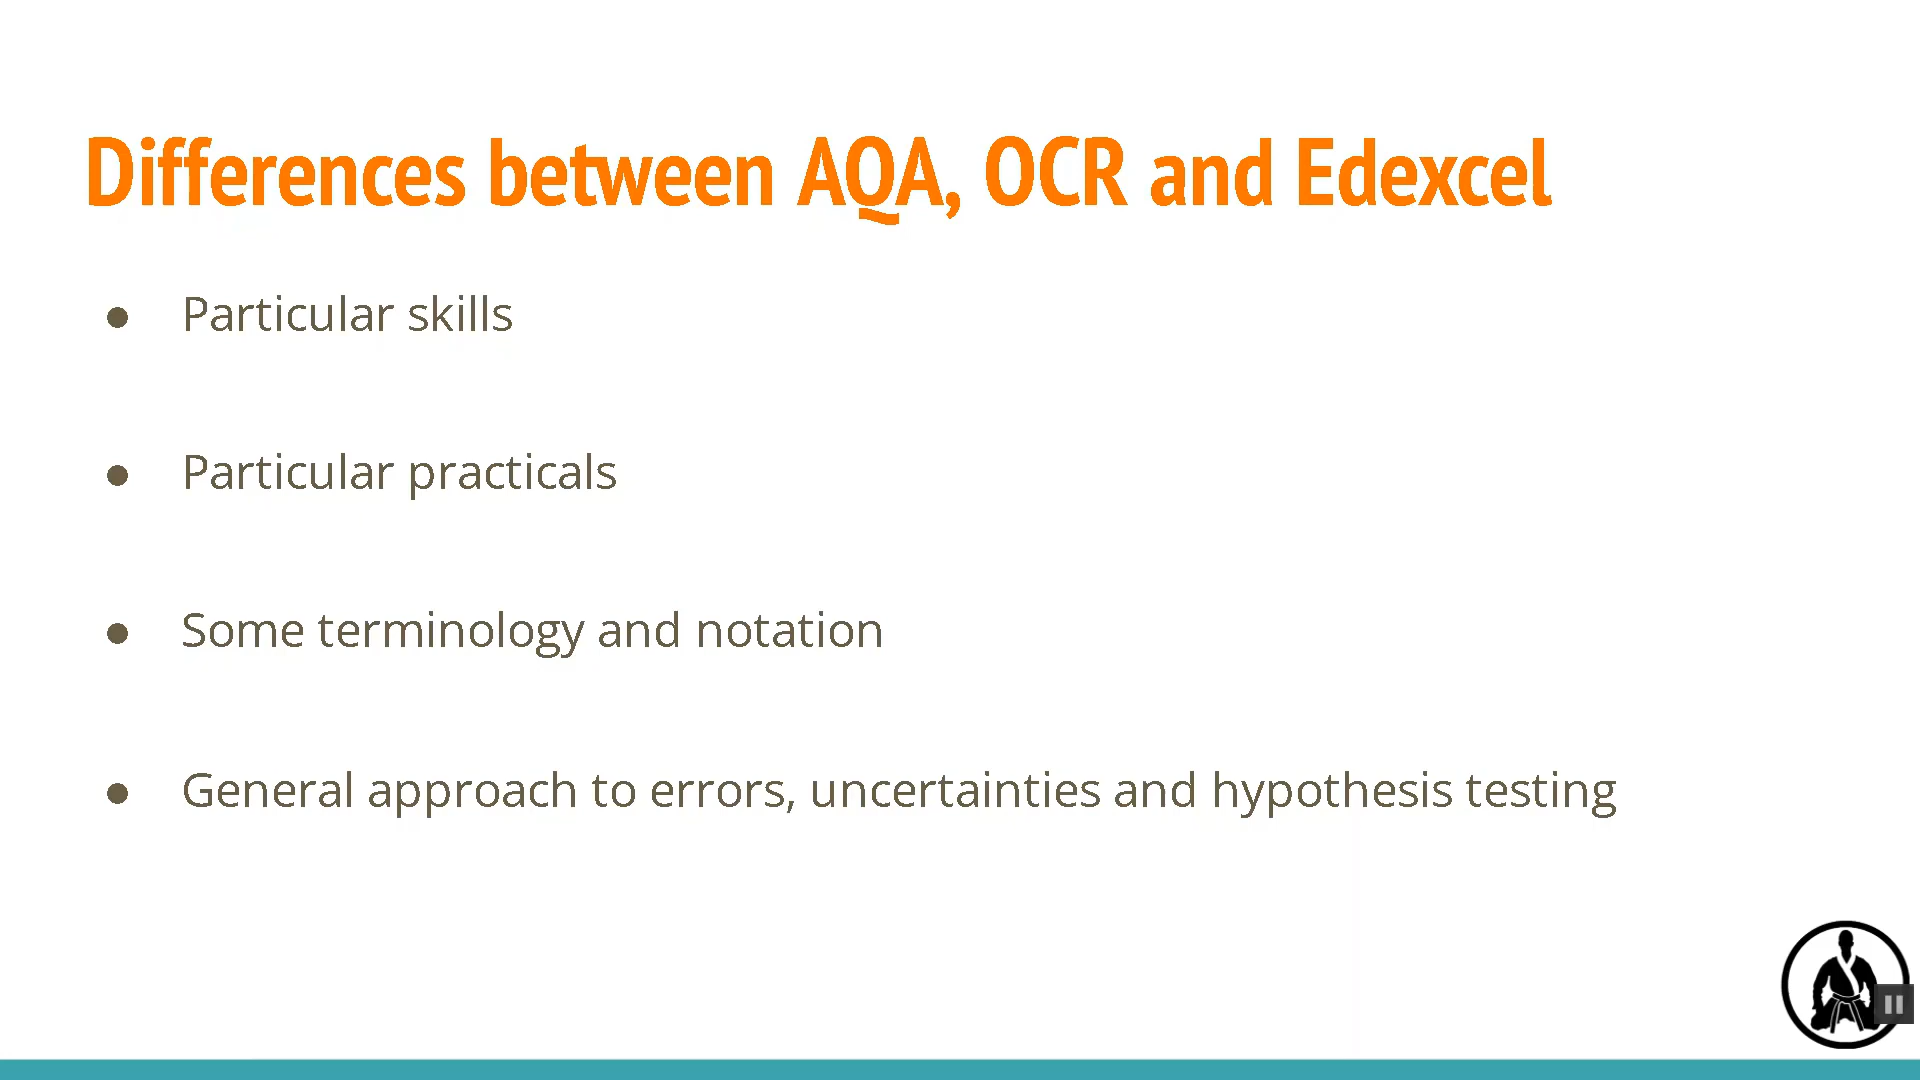 Differences between AQA, OCR and Edexcel
● Particular skills
● Particular practicals
● Some terminology and notation
● General approach to errors, uncertainties and hypothesis testing